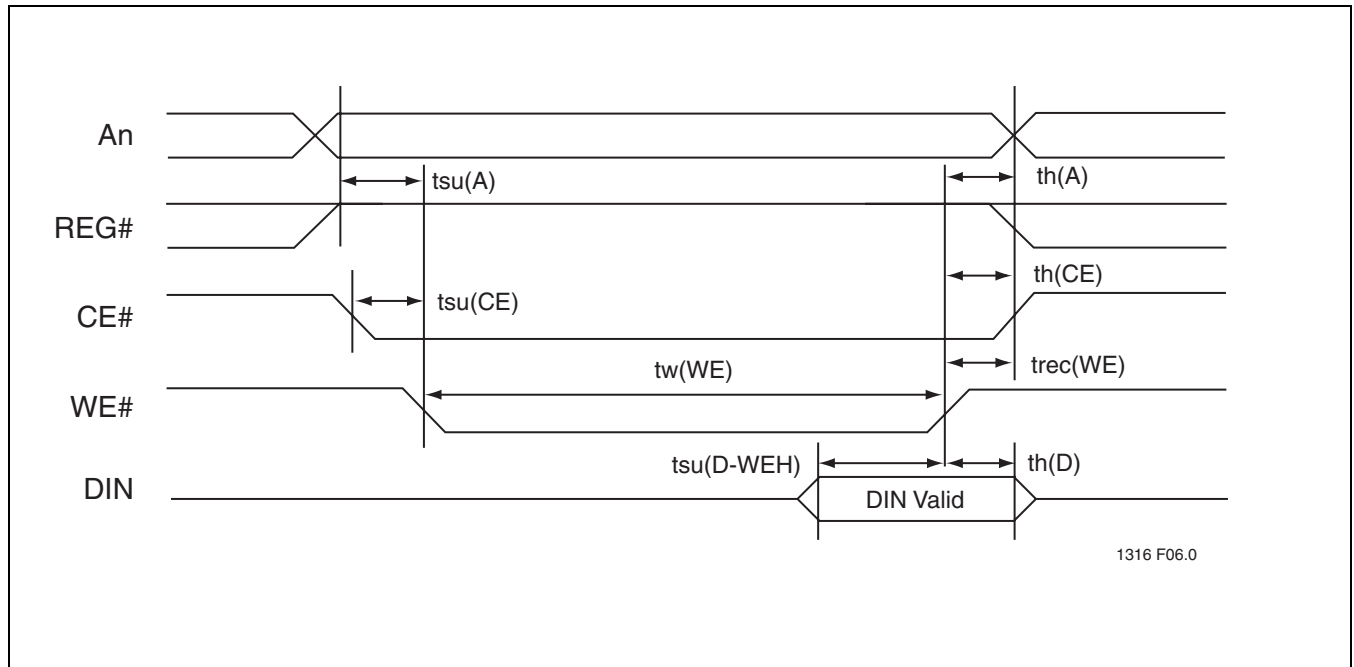 An
tsu(A)
th(A)
REG#
th(CE)
tsu(CE)
CE#
tw(WE)
trec(WE)
WE#
tsu(D-WEH)
th(D)
DIN
DIN Valid
1316 F06.0